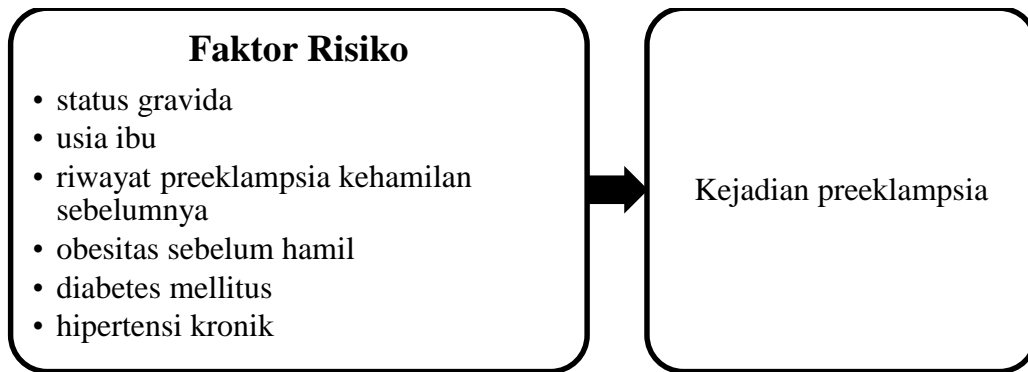 Faktor Risiko
• status gravida
• usia ibu
• riwayat preeklampsia kehamilan
sebelumnya
• obesitas sebelum hamil
• diabetes mellitus
• hipertensi kronik
Kejadian preeklampsia